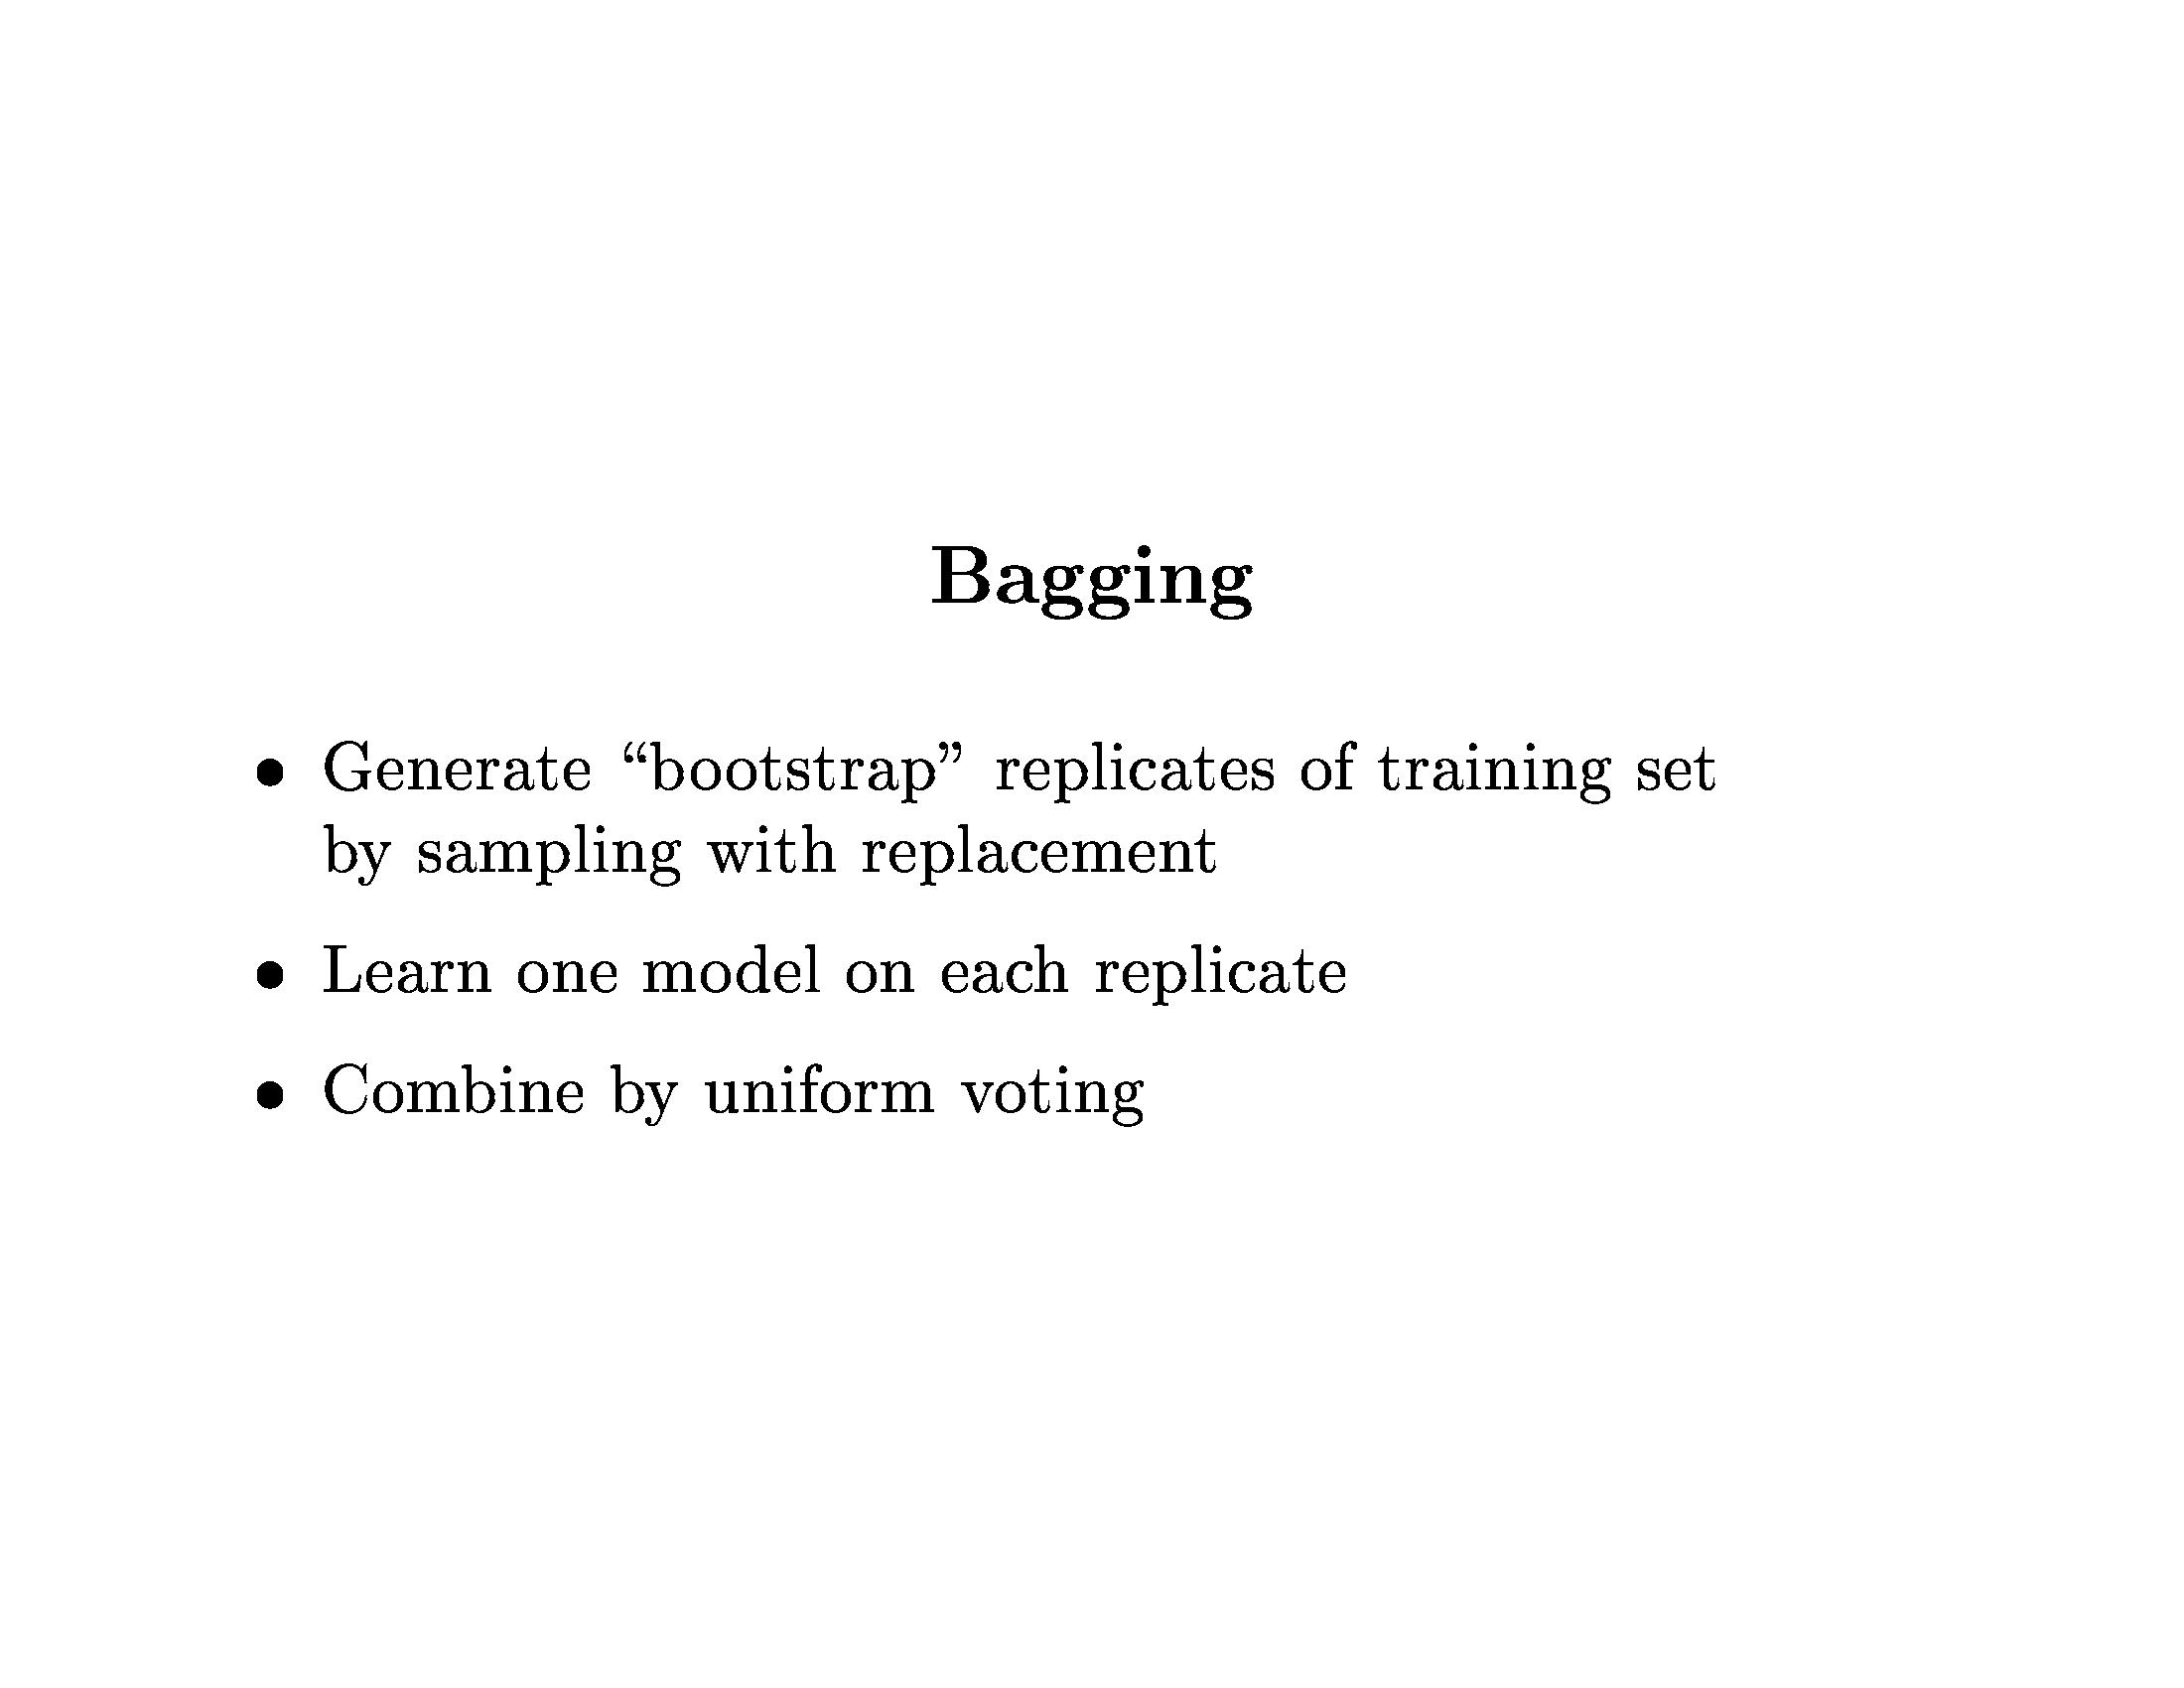 Bagging
• Generate “bootstrap” replicates of training set
by sampling with replacement
• Learn one model on each replicate
• Combine by uniform voting